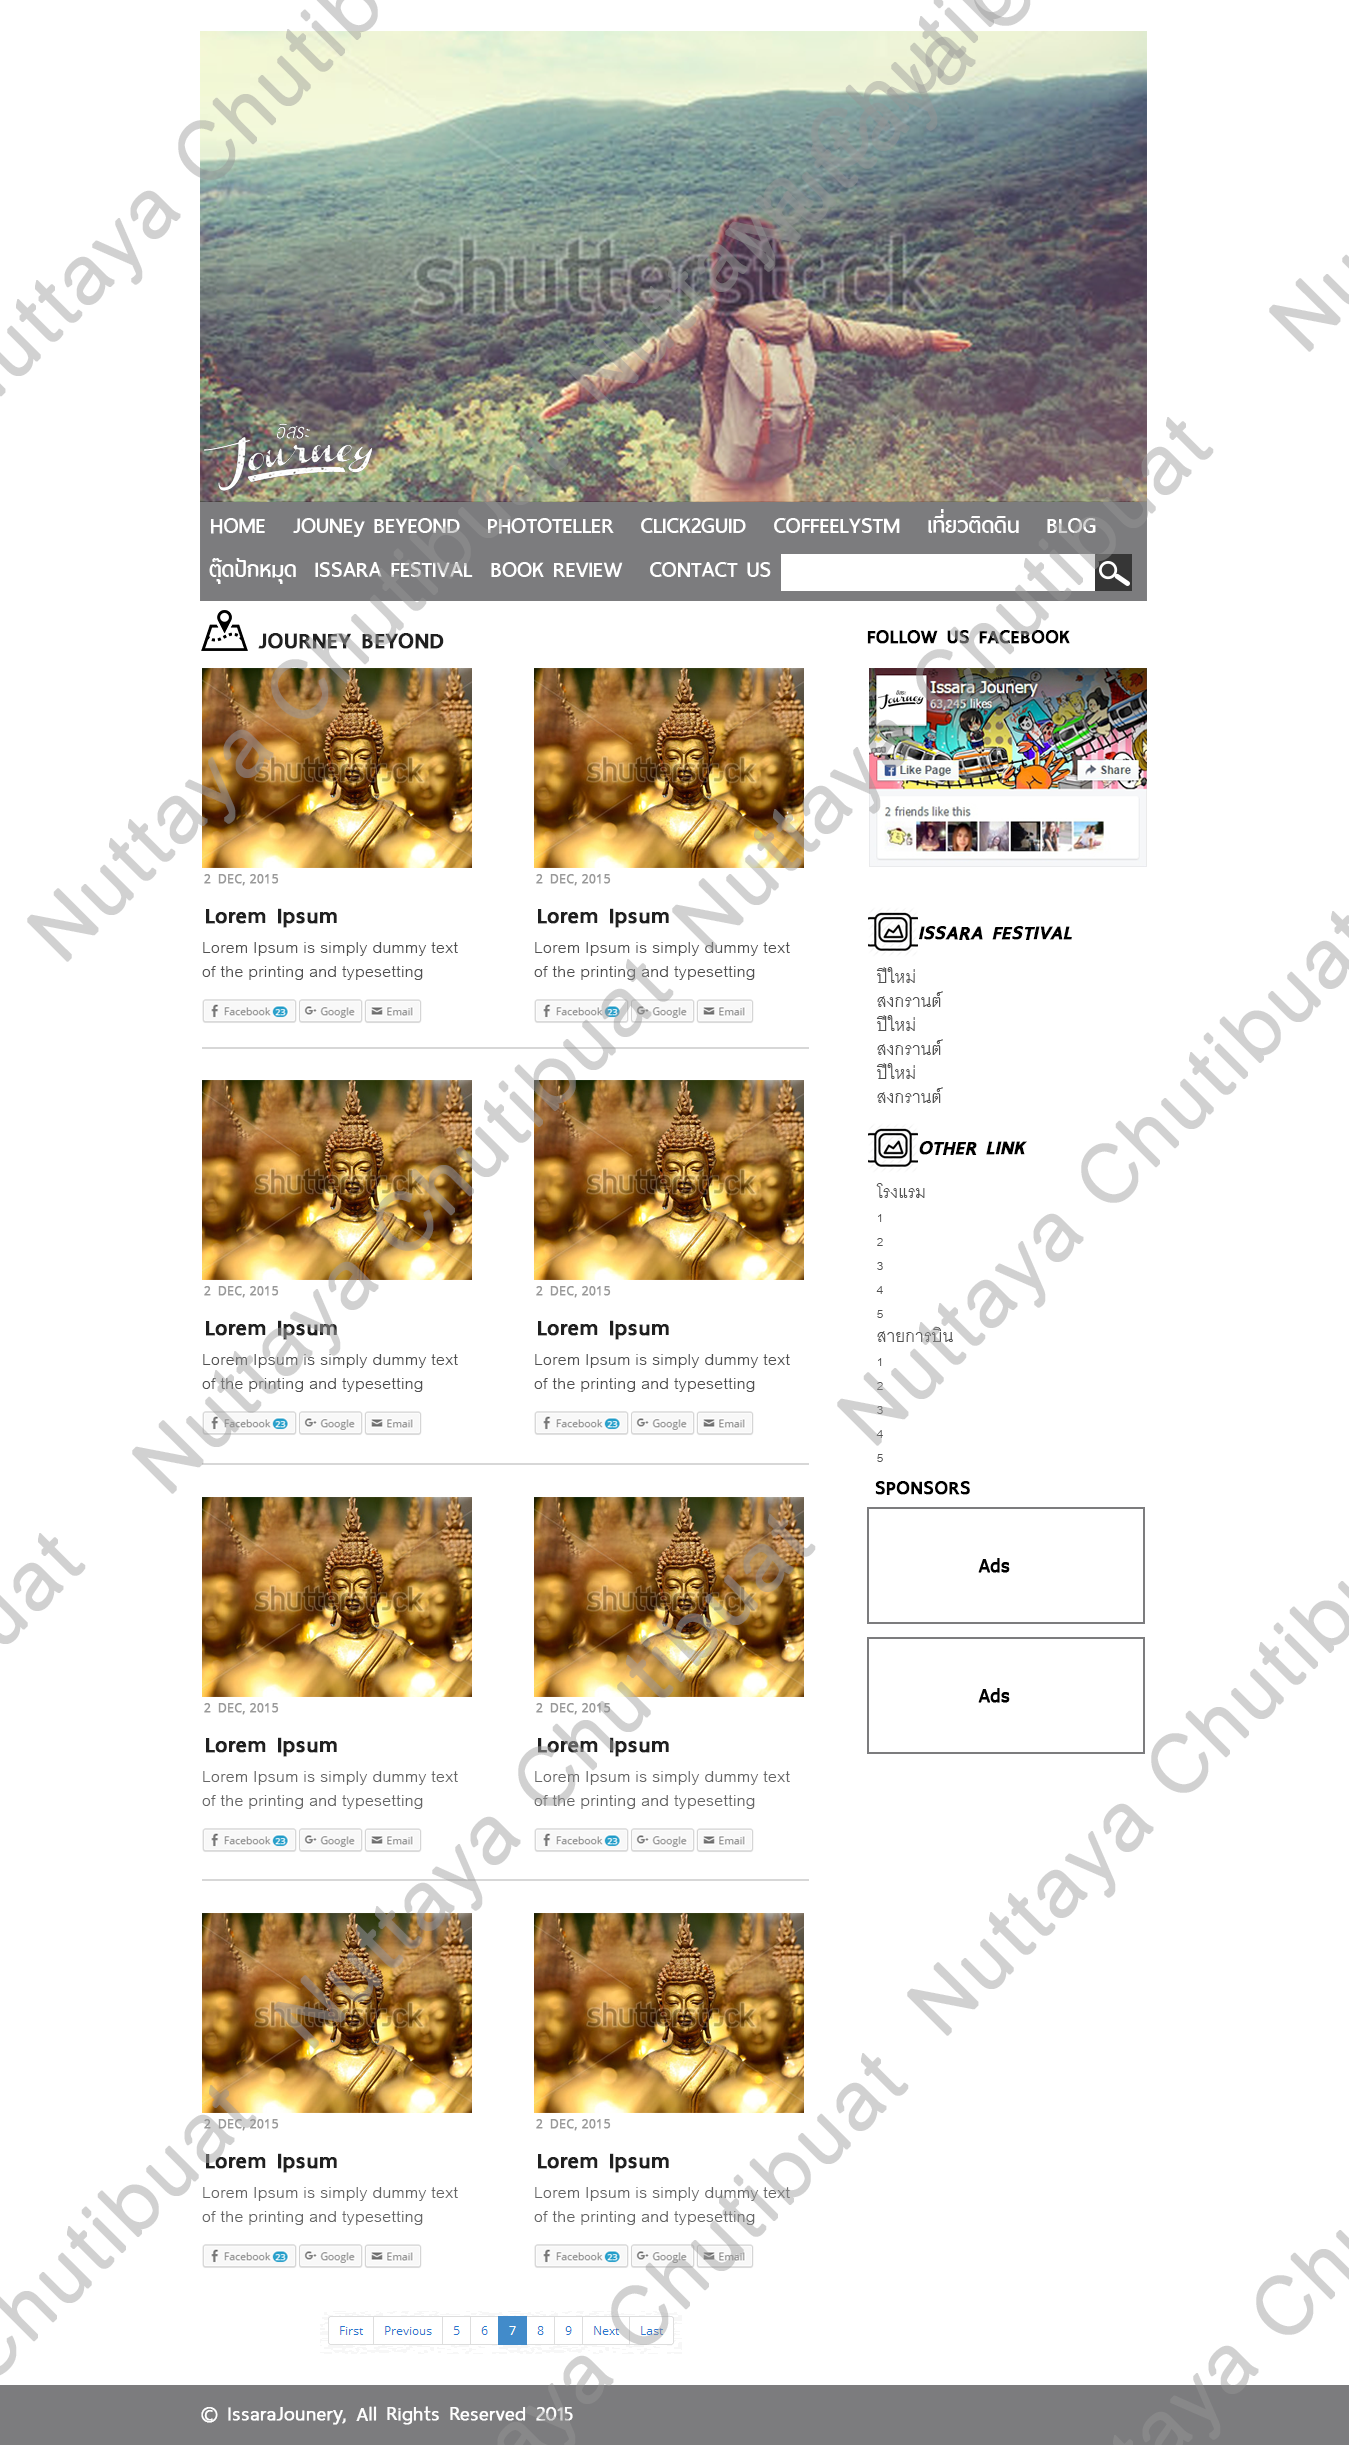 Nuttaya Chutibuat
shutterstock
อิสระ
Journey
HOME JOUNEy BEYEOND PHOTOTELLER CLICK2GUID COFFEELYSTM เที่ยวติดดิน BLOG
ตุ๊ดปักหมุด ISSARA FESTIVAL BOOK REVIEW CONTACT US
JOURNEY BEYOND
shutterstock shutterstock
2 DEC, 2015 2 DEC, 2015
Lorem Ipsum Lorem Ipsum
Lorem Ipsum is simply dummy text Lorem Ipsum is simply dummy text
of the printing and typesetting of the printing and typesetting
Facebook 23 Google Email Facebook 23 Google Email
shutterstock shutterstock
2 DEC, 2015 2 DEC, 2015
Lorem Ipsum Lorem Ipsum
Lorem Ipsum is simply dummy text Lorem Ipsum is simply dummy text
of the printing and typesetting of the printing and typesetting
Facebook 23 Google Email Facebook 23 Google Email
shutterstock shutterstock
2 DEC, 2015 2 DEC, 2015
Lorem Ipsum Lorem Ipsum
Lorem Ipsum is simply dummy text Lorem Ipsum is simply dummy text
of the printing and typesetting of the printing and typesetting
Facebook 23 Google Email Facebook 23 Google Email
shutterstock shutterstock
2 DEC, 2015 2 DEC, 2015
Lorem Ipsum Lorem Ipsum
Lorem Ipsum is simply dummy text Lorem Ipsum is simply dummy text
of the printing and typesetting of the printing and typesetting
Facebook 23 Google Email Facebook 23 Google Email
First Previous 5 6 7 8 9 Next Last
FOLLOW US FACEBOOK
อิสระ
Journey
Issara Jounery
63,245 likes
Like Page Share
2 friends like this
ISSARA FESTIVAL
ปีใหม่
สงกรานต์
ปีใหม่
สงกรานต์
ปีใหม่
สงกรานต์
OTHER LINK
โรงแรม
1
2
3
4
5
สายการบิน
1
2
3
4
5
SPONSORS
Ads
Ads
© IssaraJounery, All Rights Reserved 2015